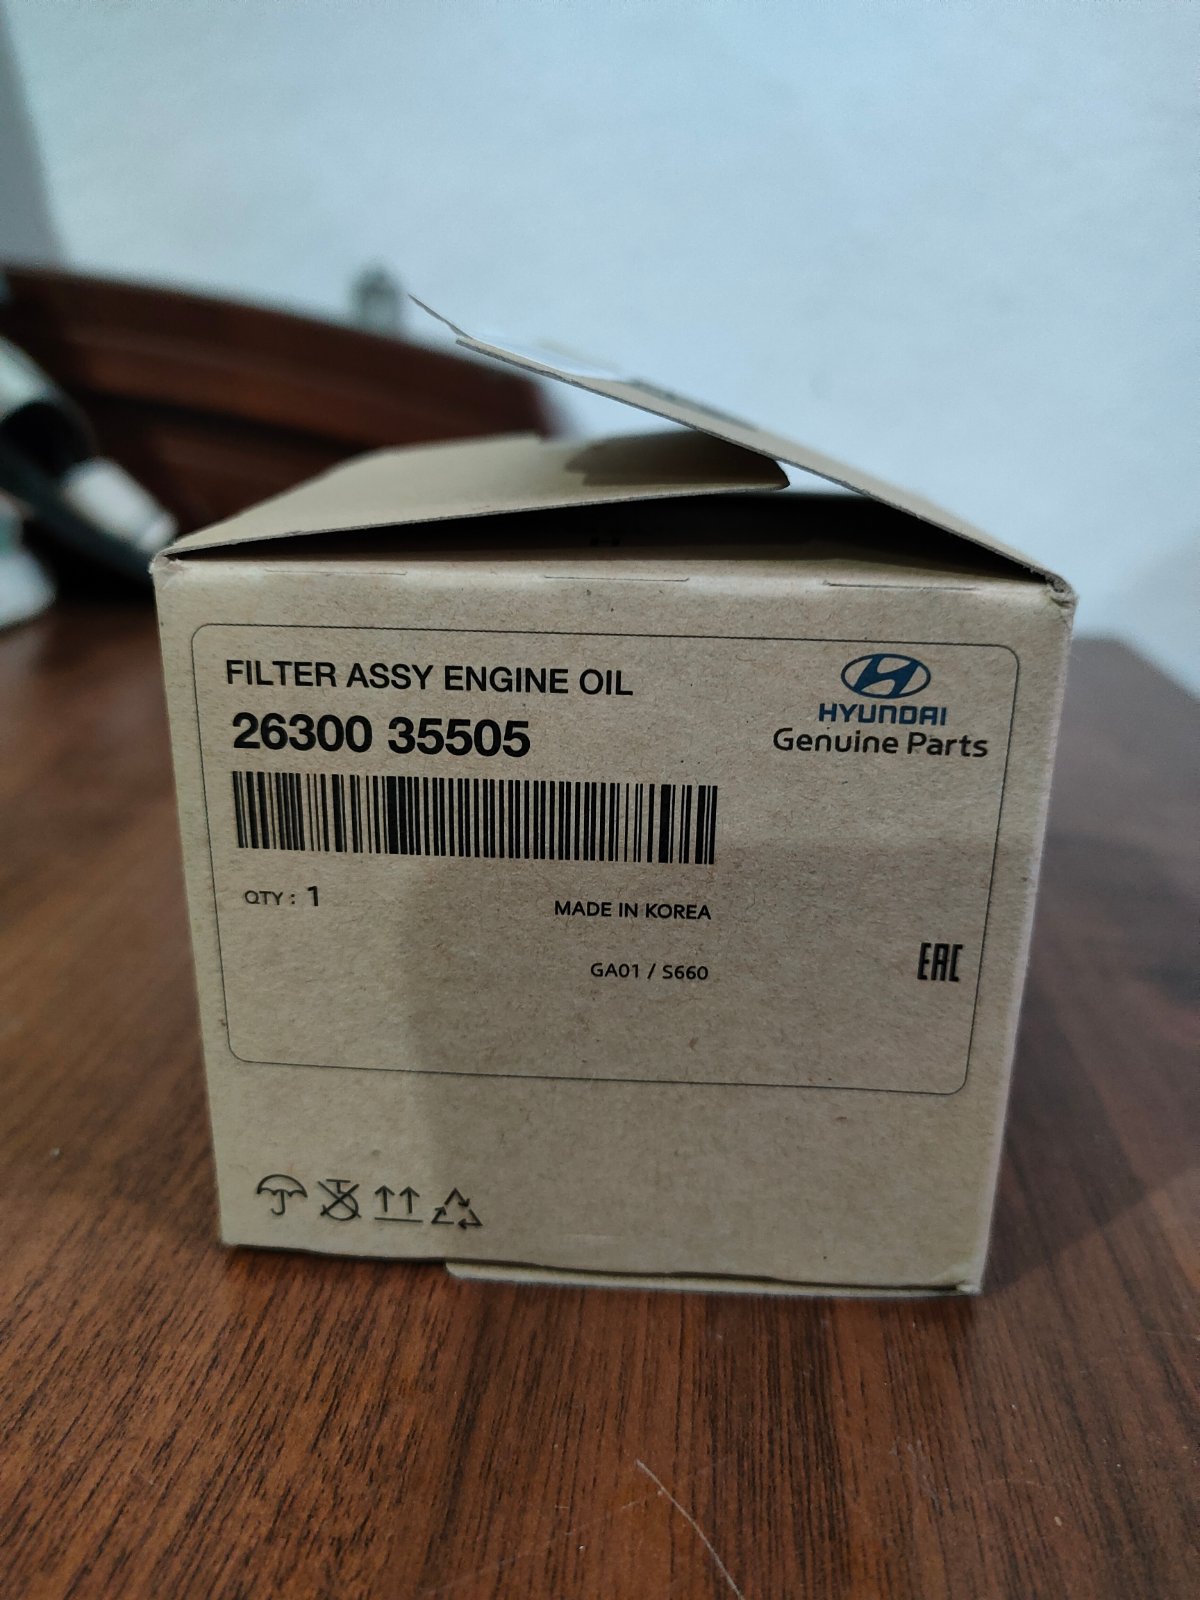 FILTER ASSY ENGINE OIL
26300 35505
HYUNDAI
Genuine Parts
QTY : 1
MADE IN KOREA
GA01 / S660
EAC